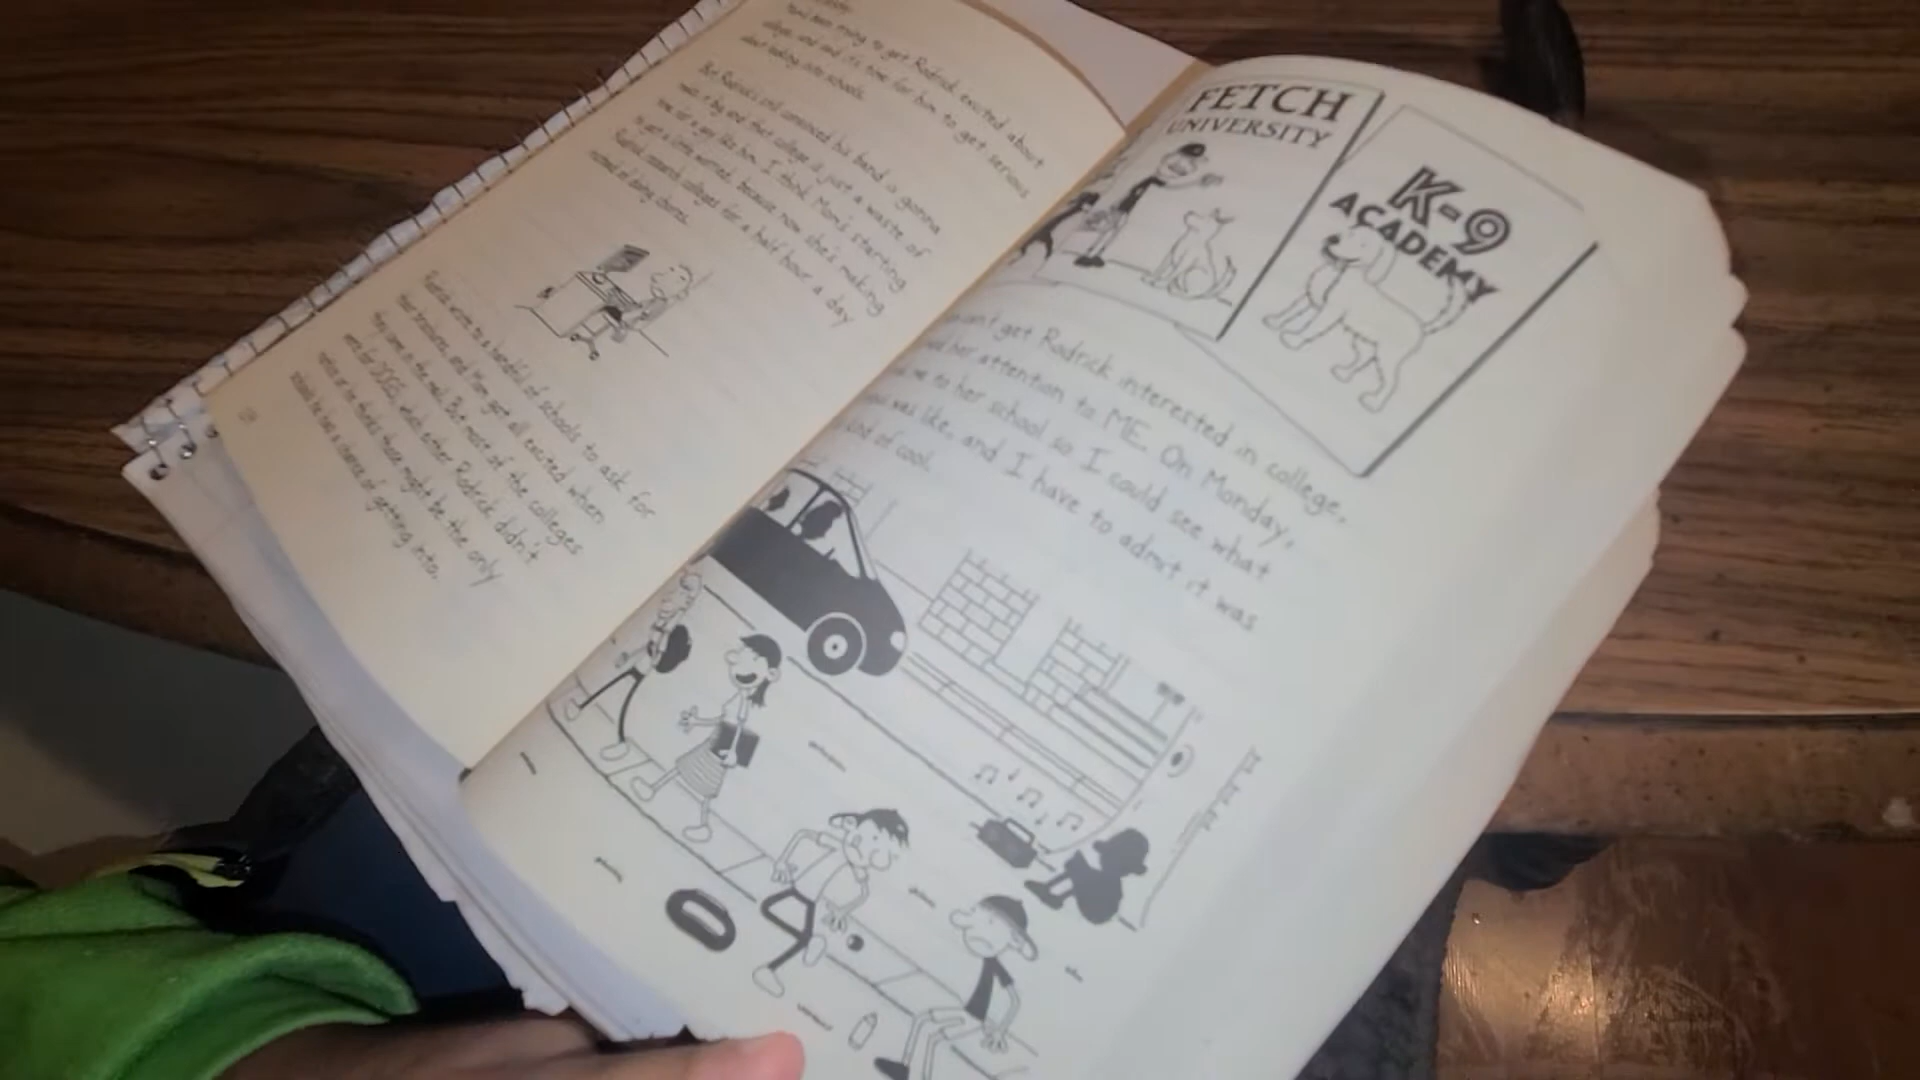 Mom's been trying to get Rodrick excited about
college, and said it's time for him to get serious
about looking into schools.
But Rodrick's still convinced his band is gonna
make it big and that college is just a waste of
time for a guy like him. I think Mom's starting
to get a little worried, because now she's making
Rodrick research colleges for a half hour a day
instead of doing chores.
Rodrick wrote to a handful of schools to ask for
their brochures, and Mom got all excited when
they came in the mail. But most of the colleges
were for DOGS, which either Rodrick didn't
notice or he thinks those might be the only
schools he has a chance of getting into.
FETCH
UNIVERSITY
K-9
ACADEMY
can't get Rodrick interested in college,
her attention to ME. On Monday,
me to her school so I could see what
was like, and I have to admit it was
kind of cool.